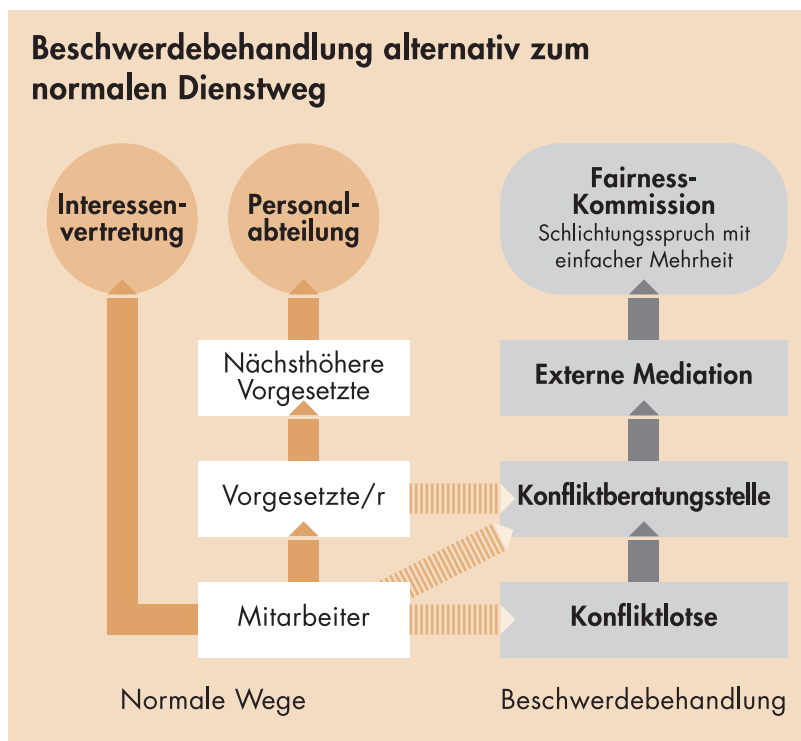 Beschwerdebehandlung alternativ zum
normalen Dienstweg
Interessen-
vertretung
Personal-
abteilung
Fairness-
Kommission
Schlichtungsspruch mit
einfacher Mehrheit
Nächsthöhere
Vorgesetzte
Externe Mediation
Vorgesetzte/r
Konfliktberatungsstelle
Mitarbeiter
Konfliktlotse
Normale Wege
Beschwerdebehandlung